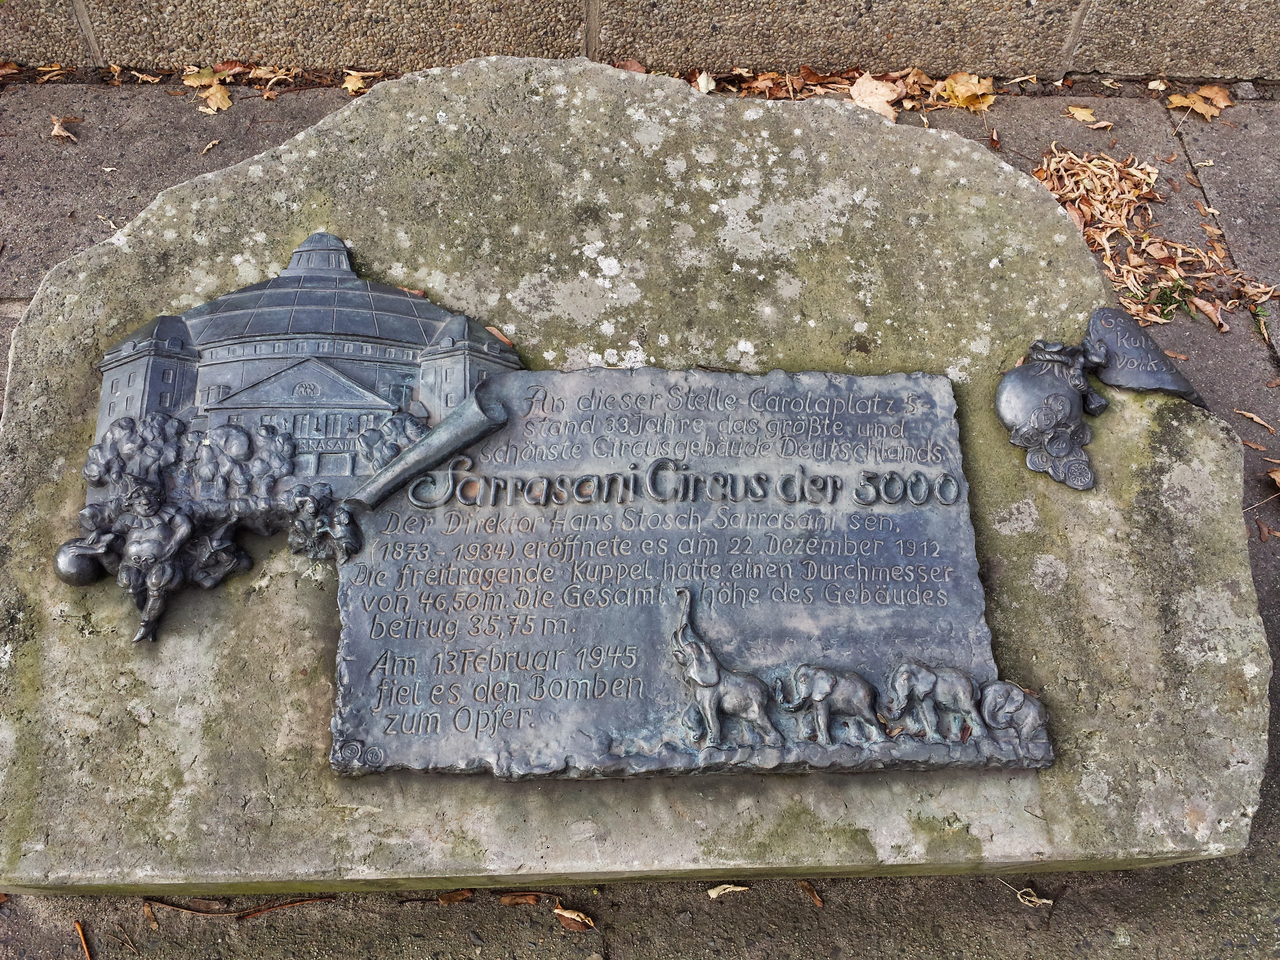 An dieser Stelle Carolaplatz 5
stand 33 Jahre das größte und
schönste Circusgebäude Deutschlands
Sarrasani Circus der 5000
Der Direktor Hans Stosch-Sarrasani sen.
(1873-1934) eröffnete es am 22. Dezember 1912
Die freitragende Kuppel hatte einen Durchmesser
von 46,50 m. Die Gesamthöhe des Gebäudes
betrug 35,75 m.
Am 13. Februar 1945
fiel es den Bomben
zum Opfer.
SARRASANI